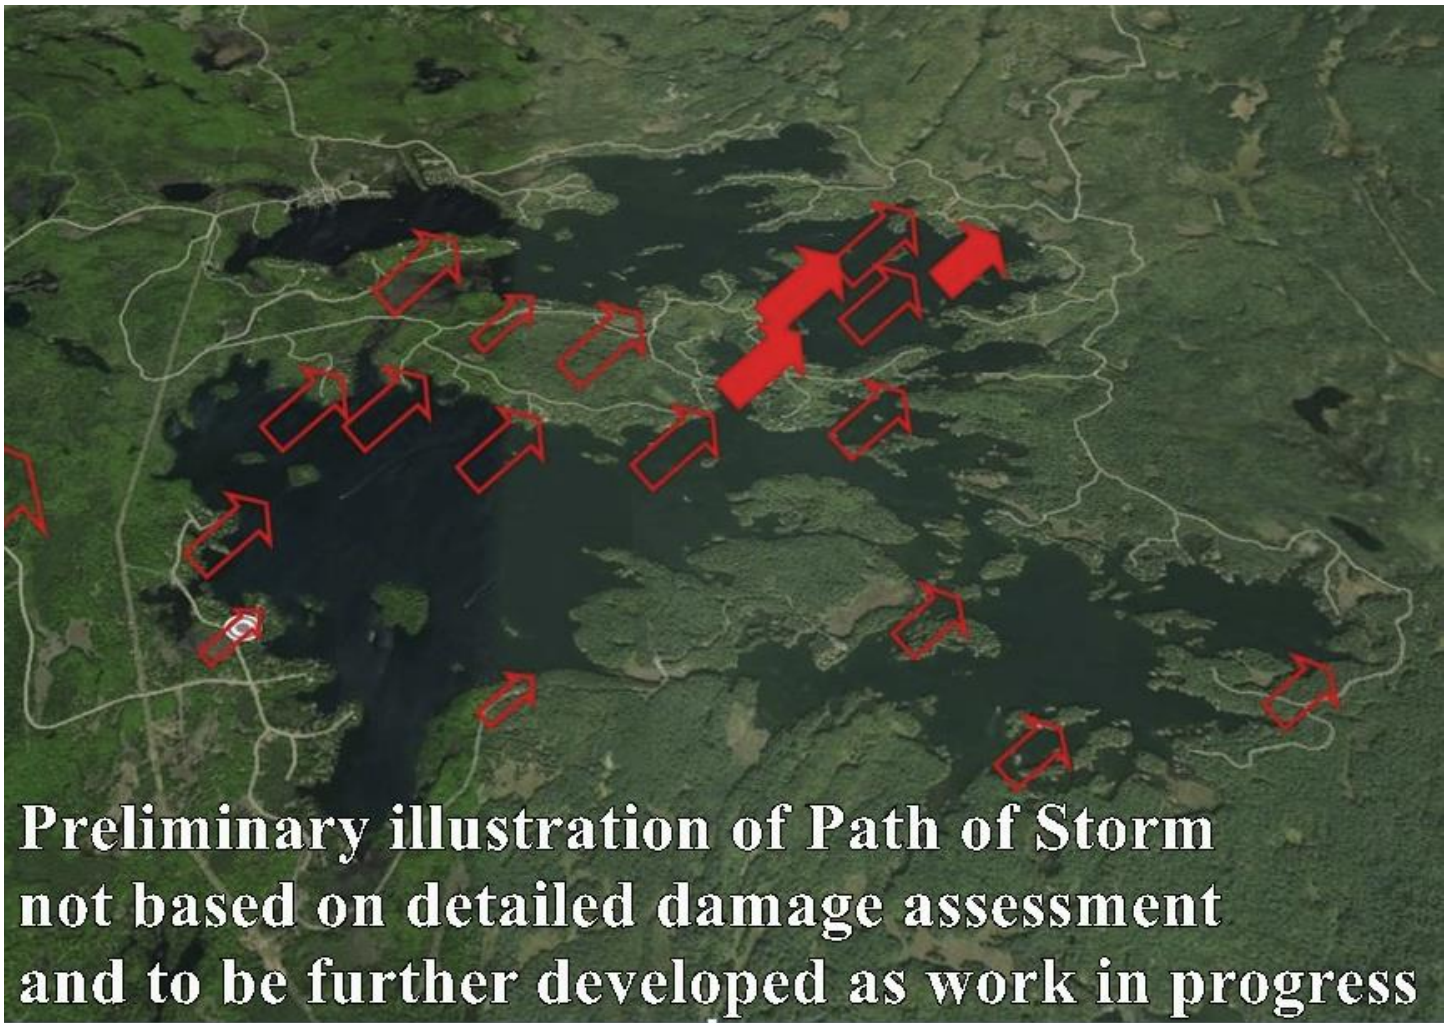 Preliminary illustration of Path of Storm
not based on detailed damage assessment
and to be further developed as work in progress